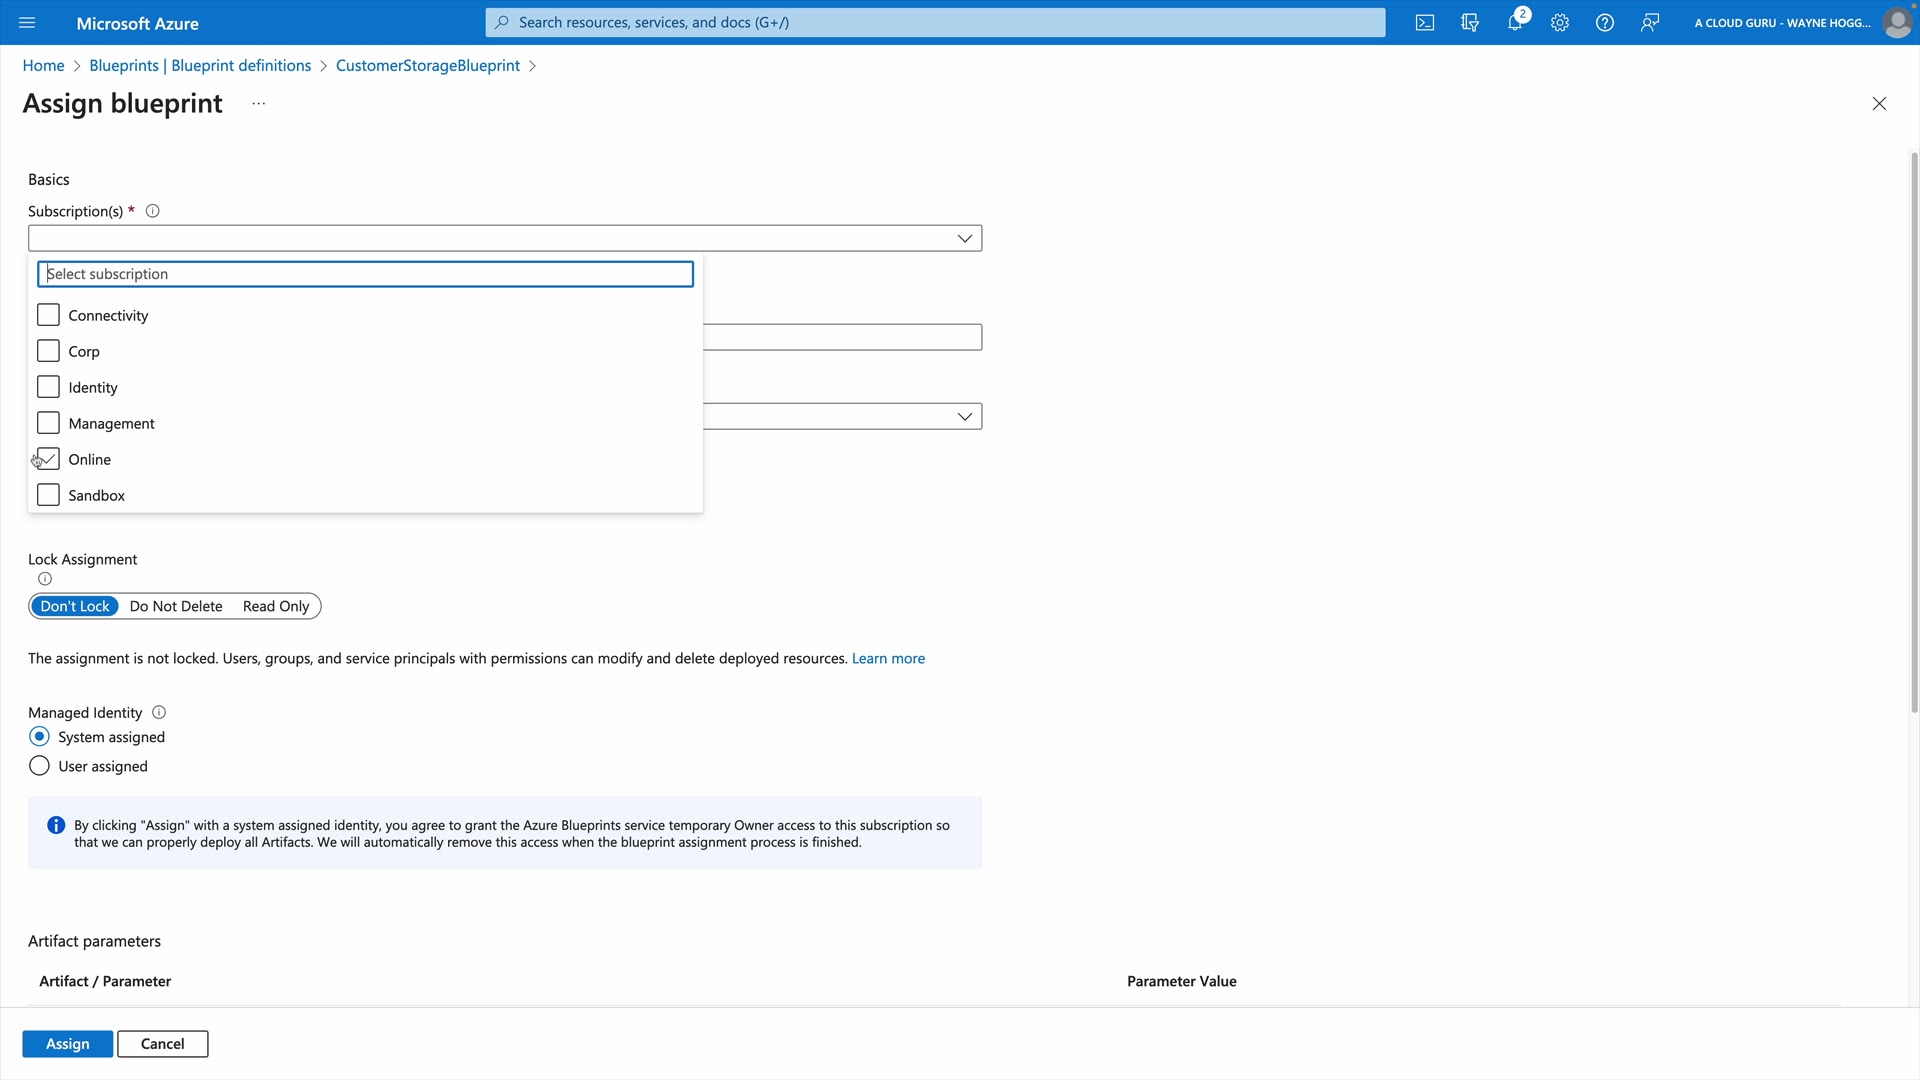 Microsoft Azure
Search resources, services, and docs (G+/)
2
A CLOUD GURU - WAYNE HOGG...
Home > Blueprints | Blueprint definitions > CustomerStorageBlueprint >
Assign blueprint ...
Basics
Subscription(s) *
Select subscription
Connectivity
Corp
Identity
Management
Online
Sandbox
Lock Assignment
Don't Lock Do Not Delete Read Only
The assignment is not locked. Users, groups, and service principals with permissions can modify and delete deployed resources. Learn more
Managed Identity
System assigned
User assigned
By clicking "Assign" with a system assigned identity, you agree to grant the Azure Blueprints service temporary Owner access to this subscription so
that we can properly deploy all Artifacts. We will automatically remove this access when the blueprint assignment process is finished.
Artifact parameters
Artifact / Parameter Parameter Value
Assign Cancel